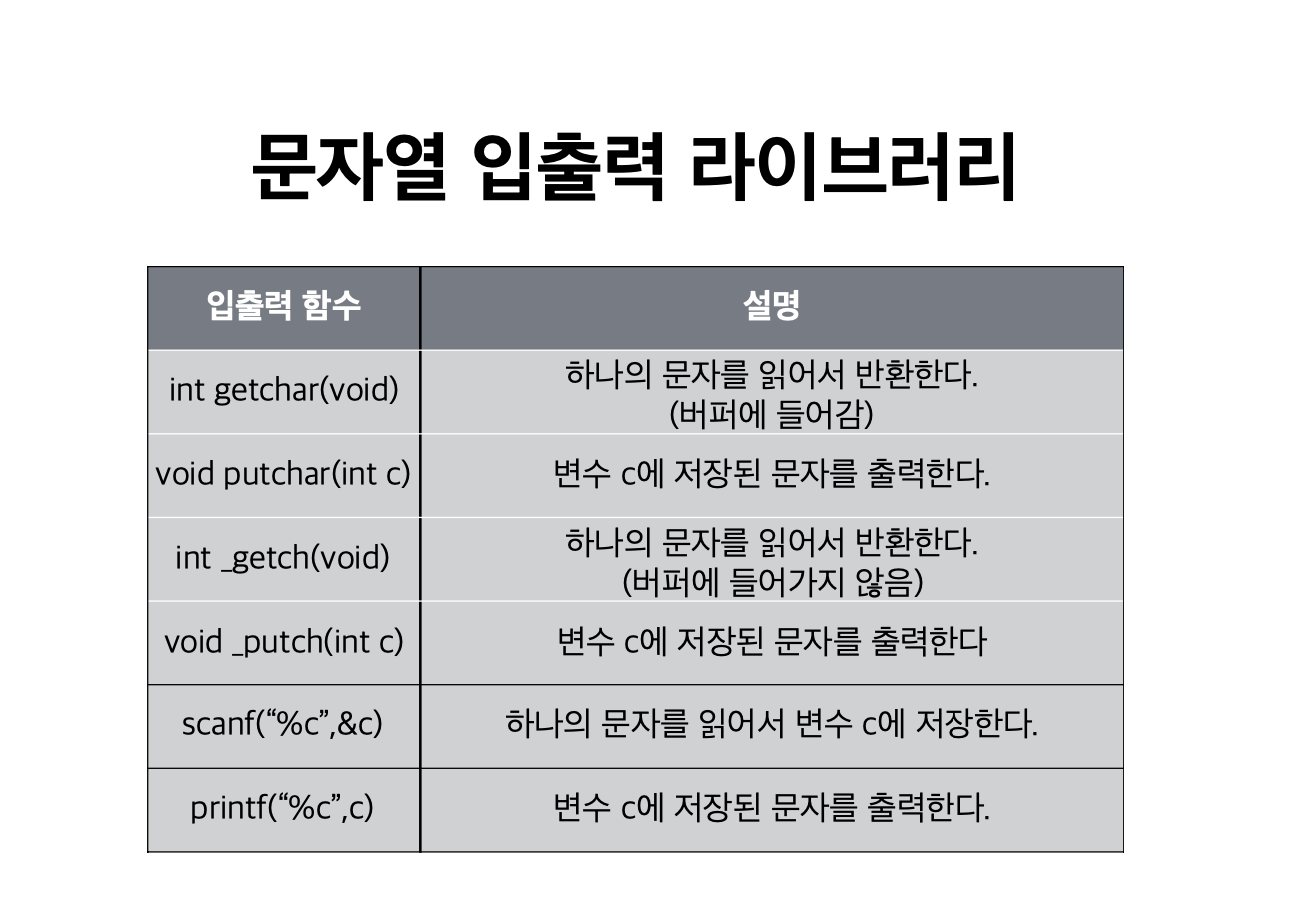 문자열 입출력 라이브러리
입출력 함수
설명
int getchar(void)
하나의 문자를 읽어서 반환한다.
(버퍼에 들어감)
void putchar(int c)
변수 c에 저장된 문자를 출력한다.
int _getch(void)
하나의 문자를 읽어서 반환한다.
(버퍼에 들어가지 않음)
void _putch(int c)
변수 c에 저장된 문자를 출력한다
scanf(“%c”,&c)
하나의 문자를 읽어서 변수 c에 저장한다.
printf(“%c”,c)
변수 c에 저장된 문자를 출력한다.